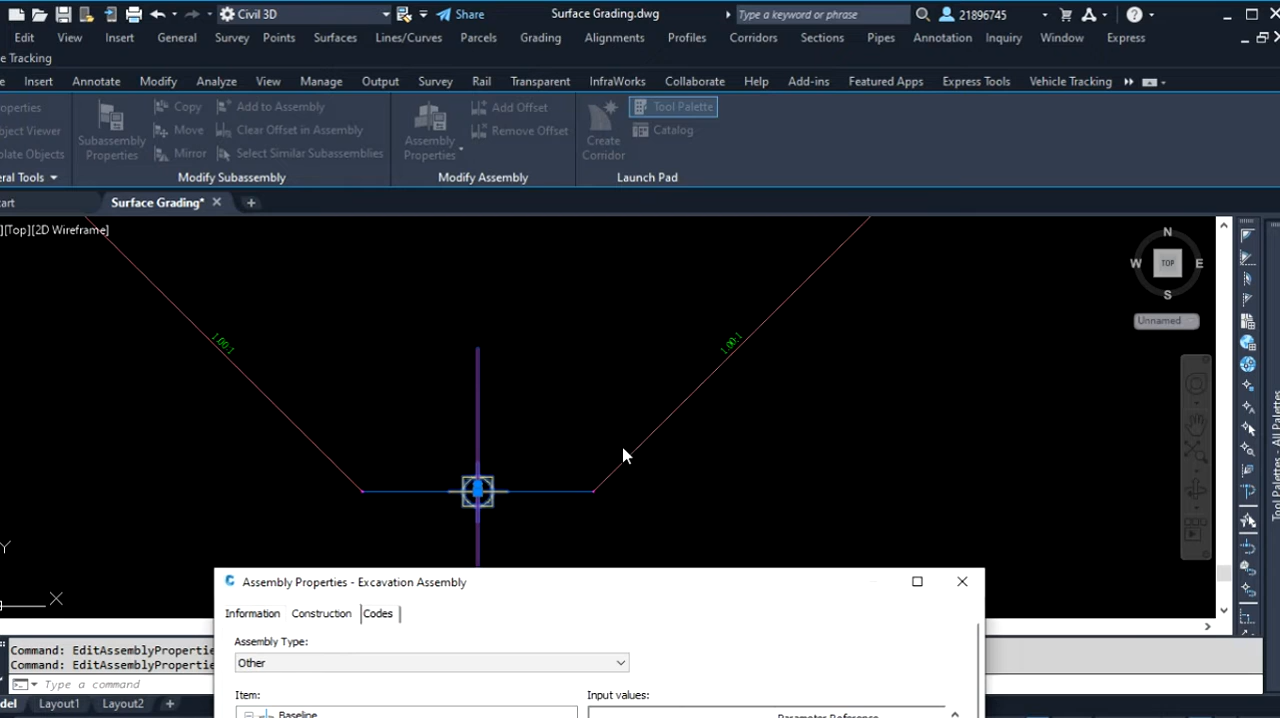 Civil 3D Share Surface Grading.dwg Type a keyword or phrase 21896745
Edit View Insert General Survey Points Surfaces Lines/Curves Parcels Grading Alignments Profiles Corridors Sections Pipes Annotation Inquiry Window Express
e Tracking
s Insert Annotate Modify Analyze View Manage Output Survey Rail Transparent InfraWorks Collaborate Help Add-ins Featured Apps Express Tools Vehicle Tracking
operties Copy Add to Assembly Add Offset Tool Palette
bject Viewer Subassembly Properties Move Clear Offset in Assembly Assembly Properties Remove Offset Create Corridor Catalog
olate Objects Mirror Select Similar Subassemblies
eral Tools Modify Subassembly Modify Assembly Launch Pad
tart Surface Grading*
][Top][2D Wireframe]
N
W TOP E
S
Unnamed
1.00:1 1.00:1
Tool Palettes - All Palettes
Y
X
Assembly Properties - Excavation Assembly
Information Construction Codes
Assembly Type:
Other
Item: Input values:
Baseline Parameter Reference
Command: EditAssemblyPropertie
Command: EditAssemblyPropertie
Type a command
del Layout1 Layout2